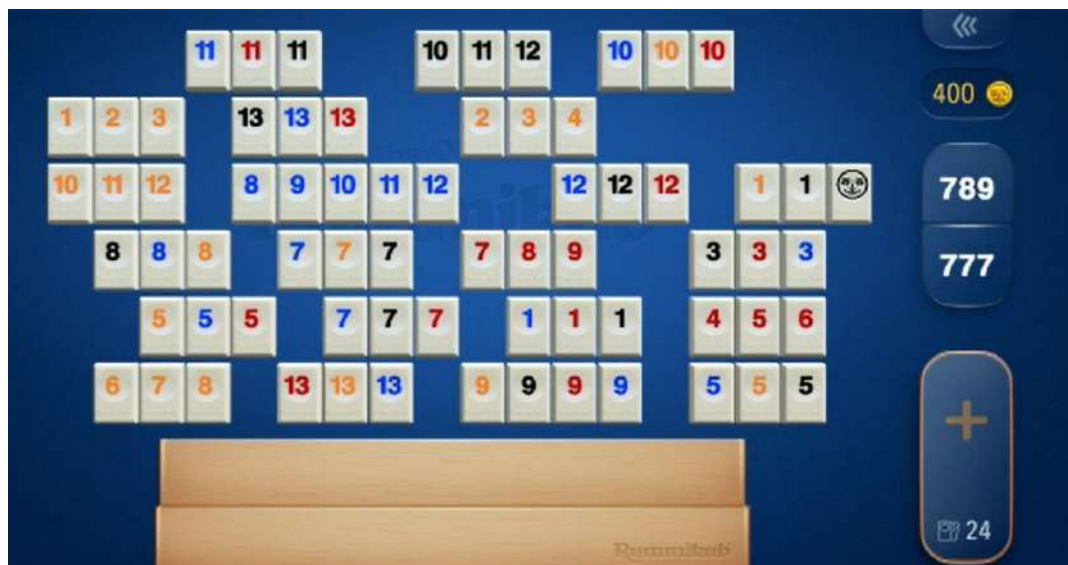 11 11 11 10 11 12 10 10 10
400
1 2 3 13 13 13 2 3 4
10 11 12 8 9 10 11 12 12 12 12 1 1
789
8 8 8 7 7 7 7 8 9 3 3 3
777
5 5 5 7 7 7 1 1 1 4 5 6
6 7 8 13 13 13 9 9 9 9 5 5 5
+
24
Rummikub